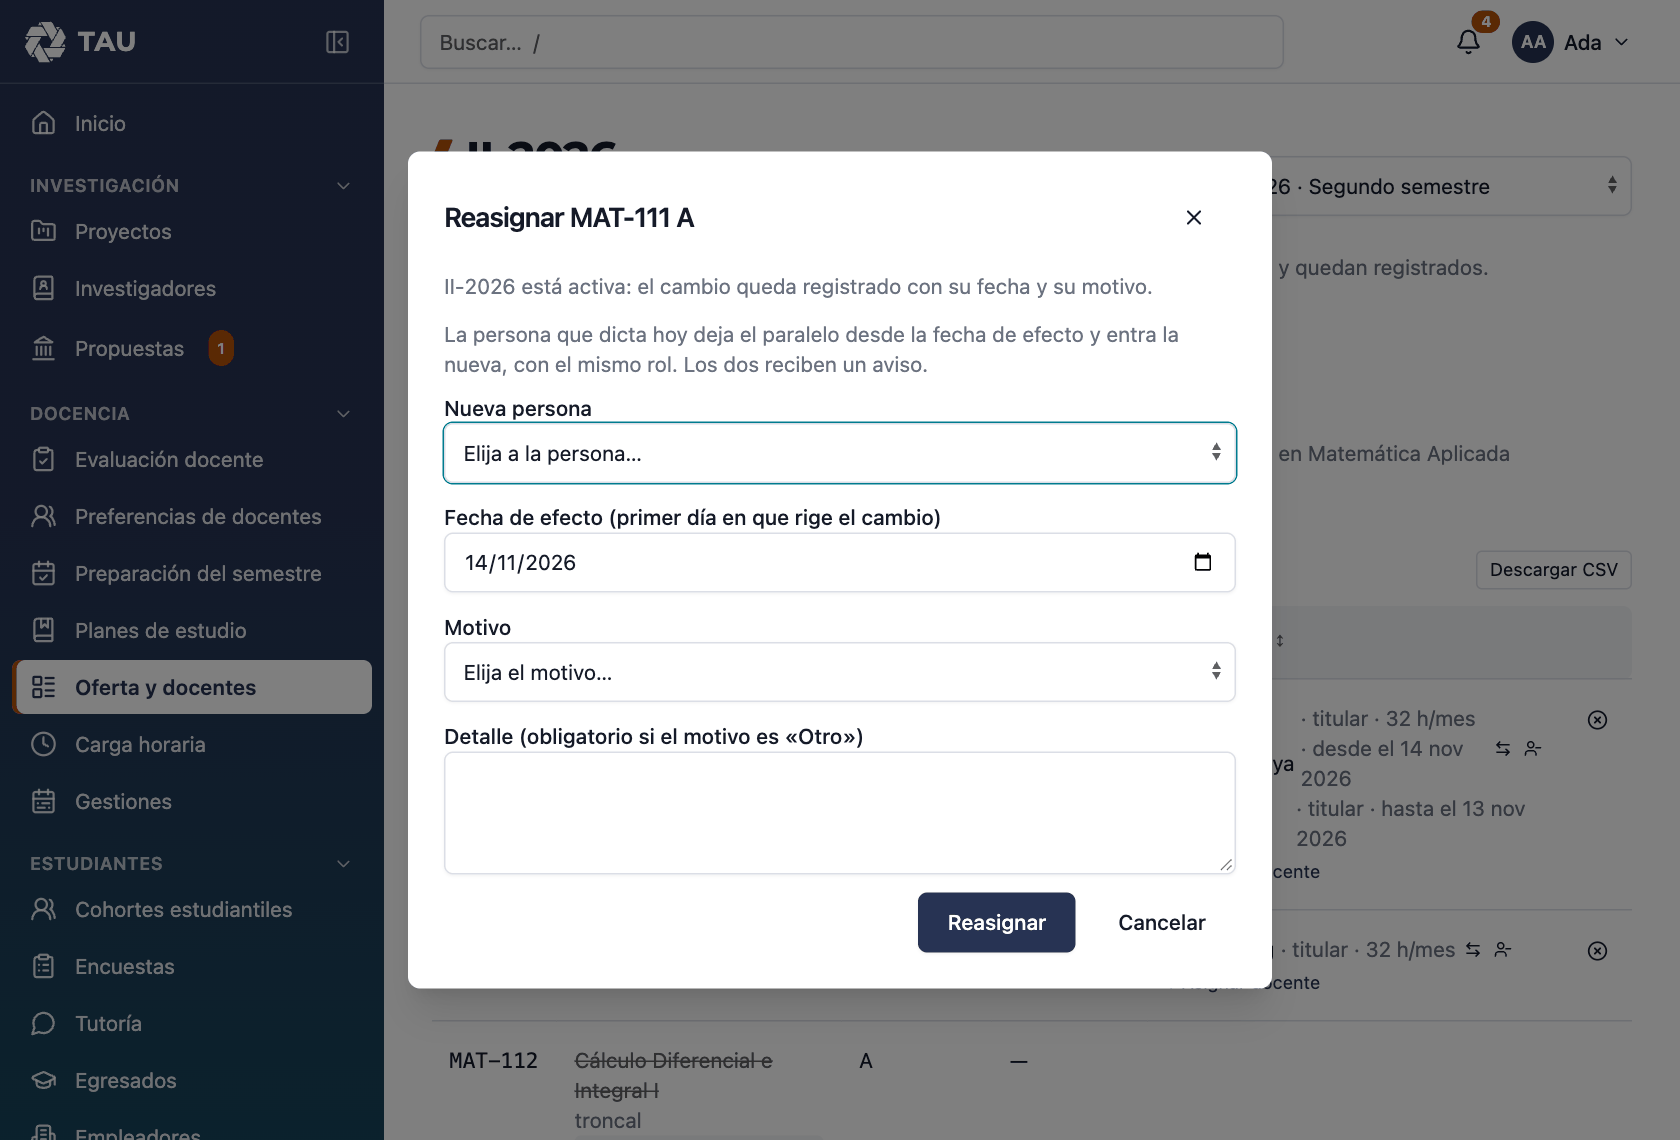 TAU
Buscar... /
4
AA
Ada
Inicio
INVESTIGACIÓN
Proyectos
Investigadores
Propuestas
1
DOCENCIA
Evaluación docente
Preferencias de docentes
Preparación del semestre
Planes de estudio
Oferta y docentes
Carga horaria
Gestiones
ESTUDIANTES
Cohortes estudiantiles
Encuestas
Tutoría
Egresados
Empleadores
II-2026
26 · Segundo semestre
y quedan registrados.
en Matemática Aplicada
Descargar CSV
Reasignar MAT-111 A
II-2026 está activa: el cambio queda registrado con su fecha y su motivo.
La persona que dicta hoy deja el paralelo desde la fecha de efecto y entra la
nueva, con el mismo rol. Los dos reciben un aviso.
Nueva persona
Elija a la persona...
Fecha de efecto (primer día en que rige el cambio)
14/11/2026
Motivo
Elija el motivo...
Detalle (obligatorio si el motivo es «Otro»)
Reasignar
Cancelar
· titular · 32 h/mes
ya · desde el 14 nov
2026
· titular · hasta el 13 nov
2026
cente
· titular · 32 h/mes
ocente
MAT-112
Cálculo Diferencial e
Integral I
troncal
A
—